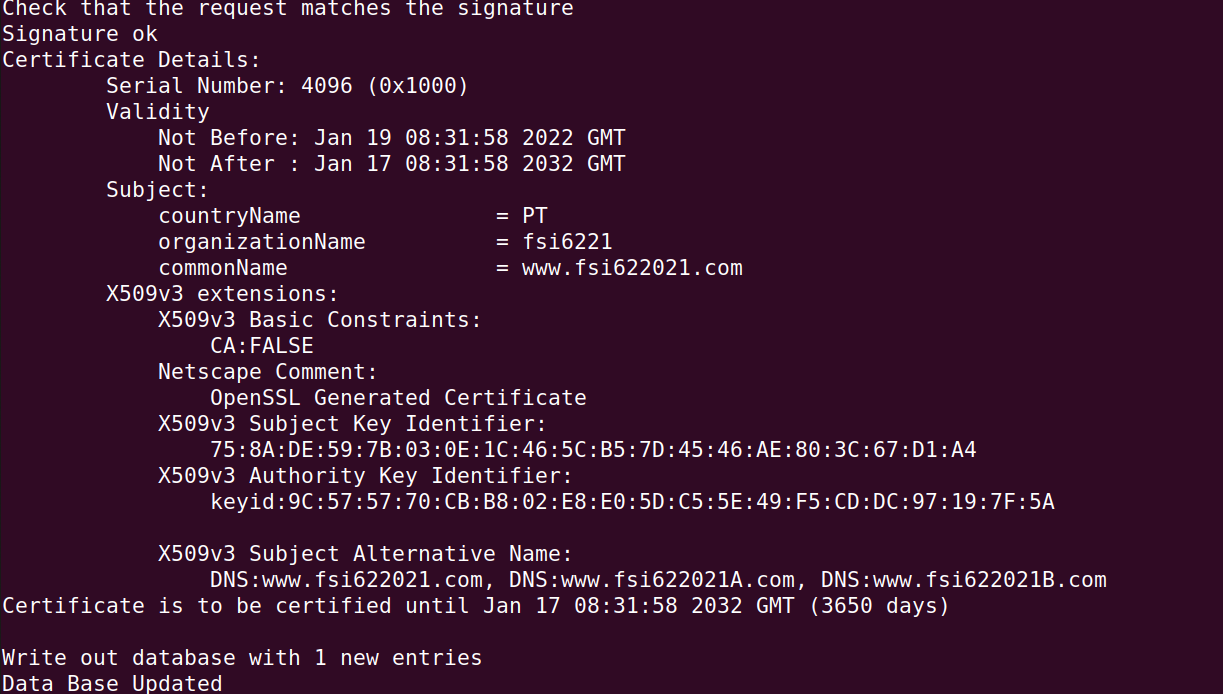 Check that the request matches the signature
Signature ok
Certificate Details:
        Serial Number: 4096 (0x1000)
        Validity
            Not Before: Jan 19 08:31:58 2022 GMT
            Not After : Jan 17 08:31:58 2032 GMT
        Subject:
            countryName               = PT
            organizationName          = fsi6221
            commonName                = www.fsi622021.com
        X509v3 extensions:
            X509v3 Basic Constraints:
                CA:FALSE
            Netscape Comment:
                OpenSSL Generated Certificate
            X509v3 Subject Key Identifier:
                75:8A:DE:59:7B:03:0E:1C:46:5C:B5:7D:45:46:AE:80:3C:67:D1:A4
            X509v3 Authority Key Identifier:
                keyid:9C:57:57:70:CB:B8:02:E8:E0:5D:C5:5E:49:F5:CD:DC:97:19:7F:5A

            X509v3 Subject Alternative Name:
                DNS:www.fsi622021.com, DNS:www.fsi622021A.com, DNS:www.fsi622021B.com
Certificate is to be certified until Jan 17 08:31:58 2032 GMT (3650 days)

Write out database with 1 new entries
Data Base Updated